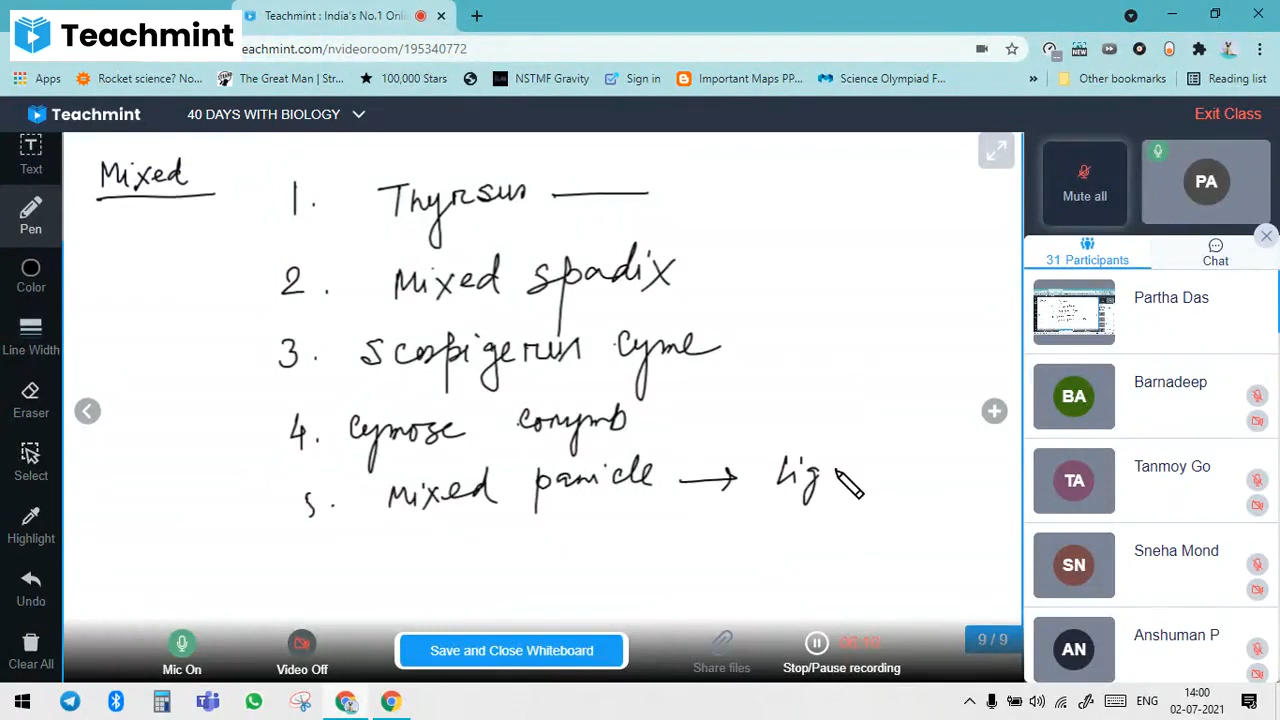 Teachmint
Teachmint : India's No.1 Onli
eachmint.com/nvideoroom/195340772
NEW
Apps
Rocket science? No...
The Great Man | Str...
100,000 Stars
NSTMF Gravity
Sign in
Important Maps PP...
Science Olympiad F...
»
Other bookmarks
Reading list
Teachmint
40 DAYS WITH BIOLOGY
Exit Class
Text
Pen
Color
Line Width
Eraser
Select
Highlight
Undo
Clear All
Mixed
1. Thyrsus
2. Mixed spadix
3. Scorpigerus cyme
4. Cymose corymb
5. Mixed panicle → Lig
Mute all
PA
31 Participants
Chat
Partha Das
BA
Barnadeep
TA
Tanmoy Go
SN
Sneha Mond
AN
Anshuman P
Mic On
Video Off
Save and Close Whiteboard
Share files
Stop/Pause recording
9 / 9
ENG
14:00
02-07-2021